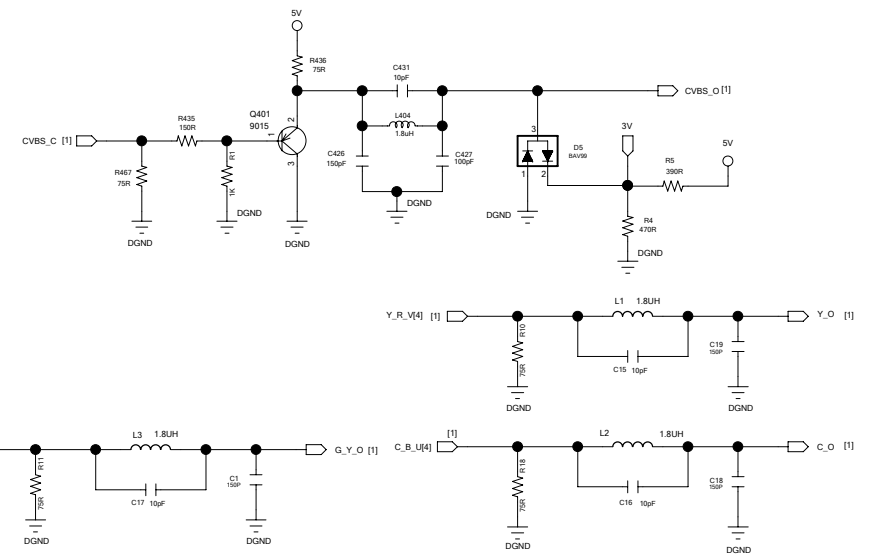 5V
R436
75R
C431
10pF
CVBS_O [1]
Q401
9015
2
1
3
R435
150R
L404
1.8uH
CVBS_C [1]
R467
75R
R1
1K
C426
150pF
C427
100pF
3
D5
BAV99
1 2
3V
5V
R5
390R
R4
470R
DGND
DGND
DGND
DGND
DGND
DGND
Y_R_V[4] [1]
L1 1.8UH
Y_O [1]
R10
75R
C15 10pF
C19
150P
DGND
DGND
L3 1.8UH
G_Y_O [1]
R11
75R
C17 10pF
C1
150P
DGND
DGND
[1]
C_B_U[4]
L2 1.8UH
C_O [1]
R18
75R
C16 10pF
C18
150P
DGND
DGND